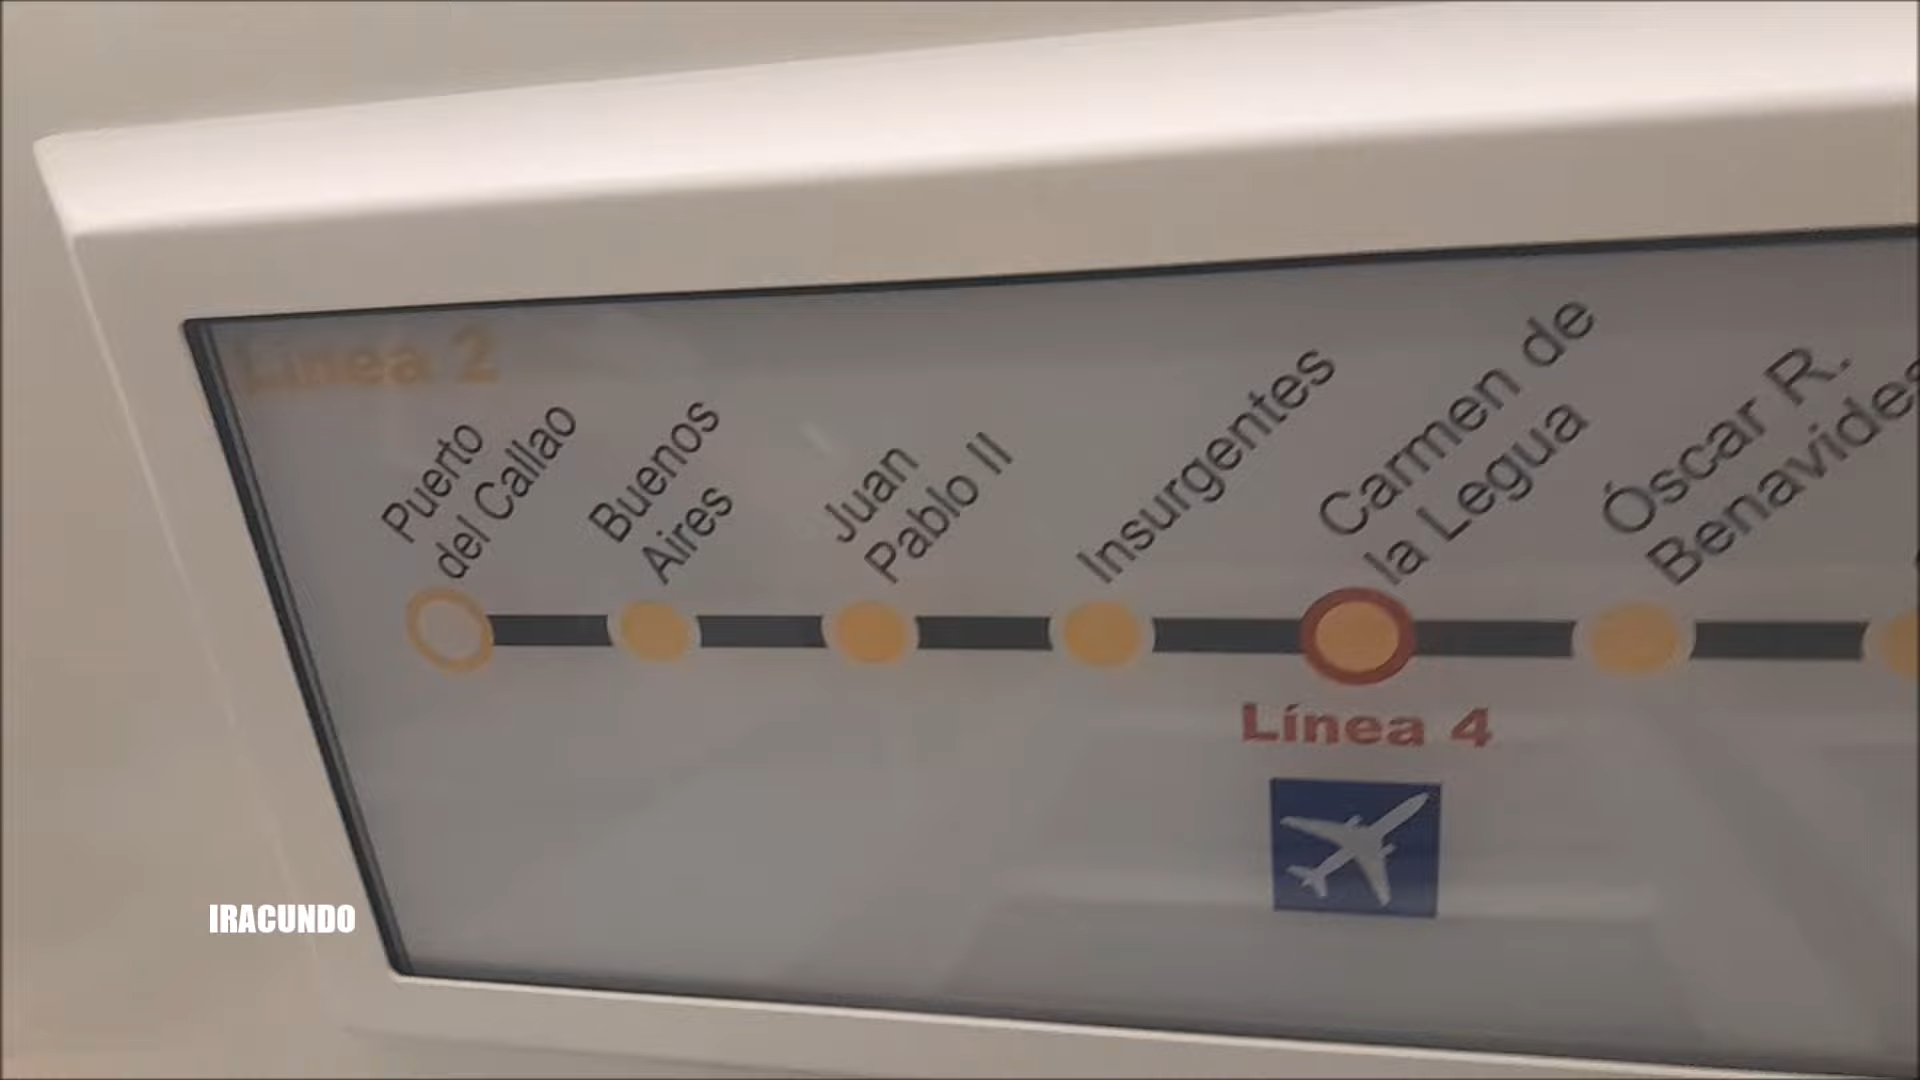 Línea 2
Puerto
del Callao
Buenos
Aires
Juan
Pablo II
Insurgentes
Carmen de
la Legua
Óscar R.
Benavides
Línea 4
IRACUNDO